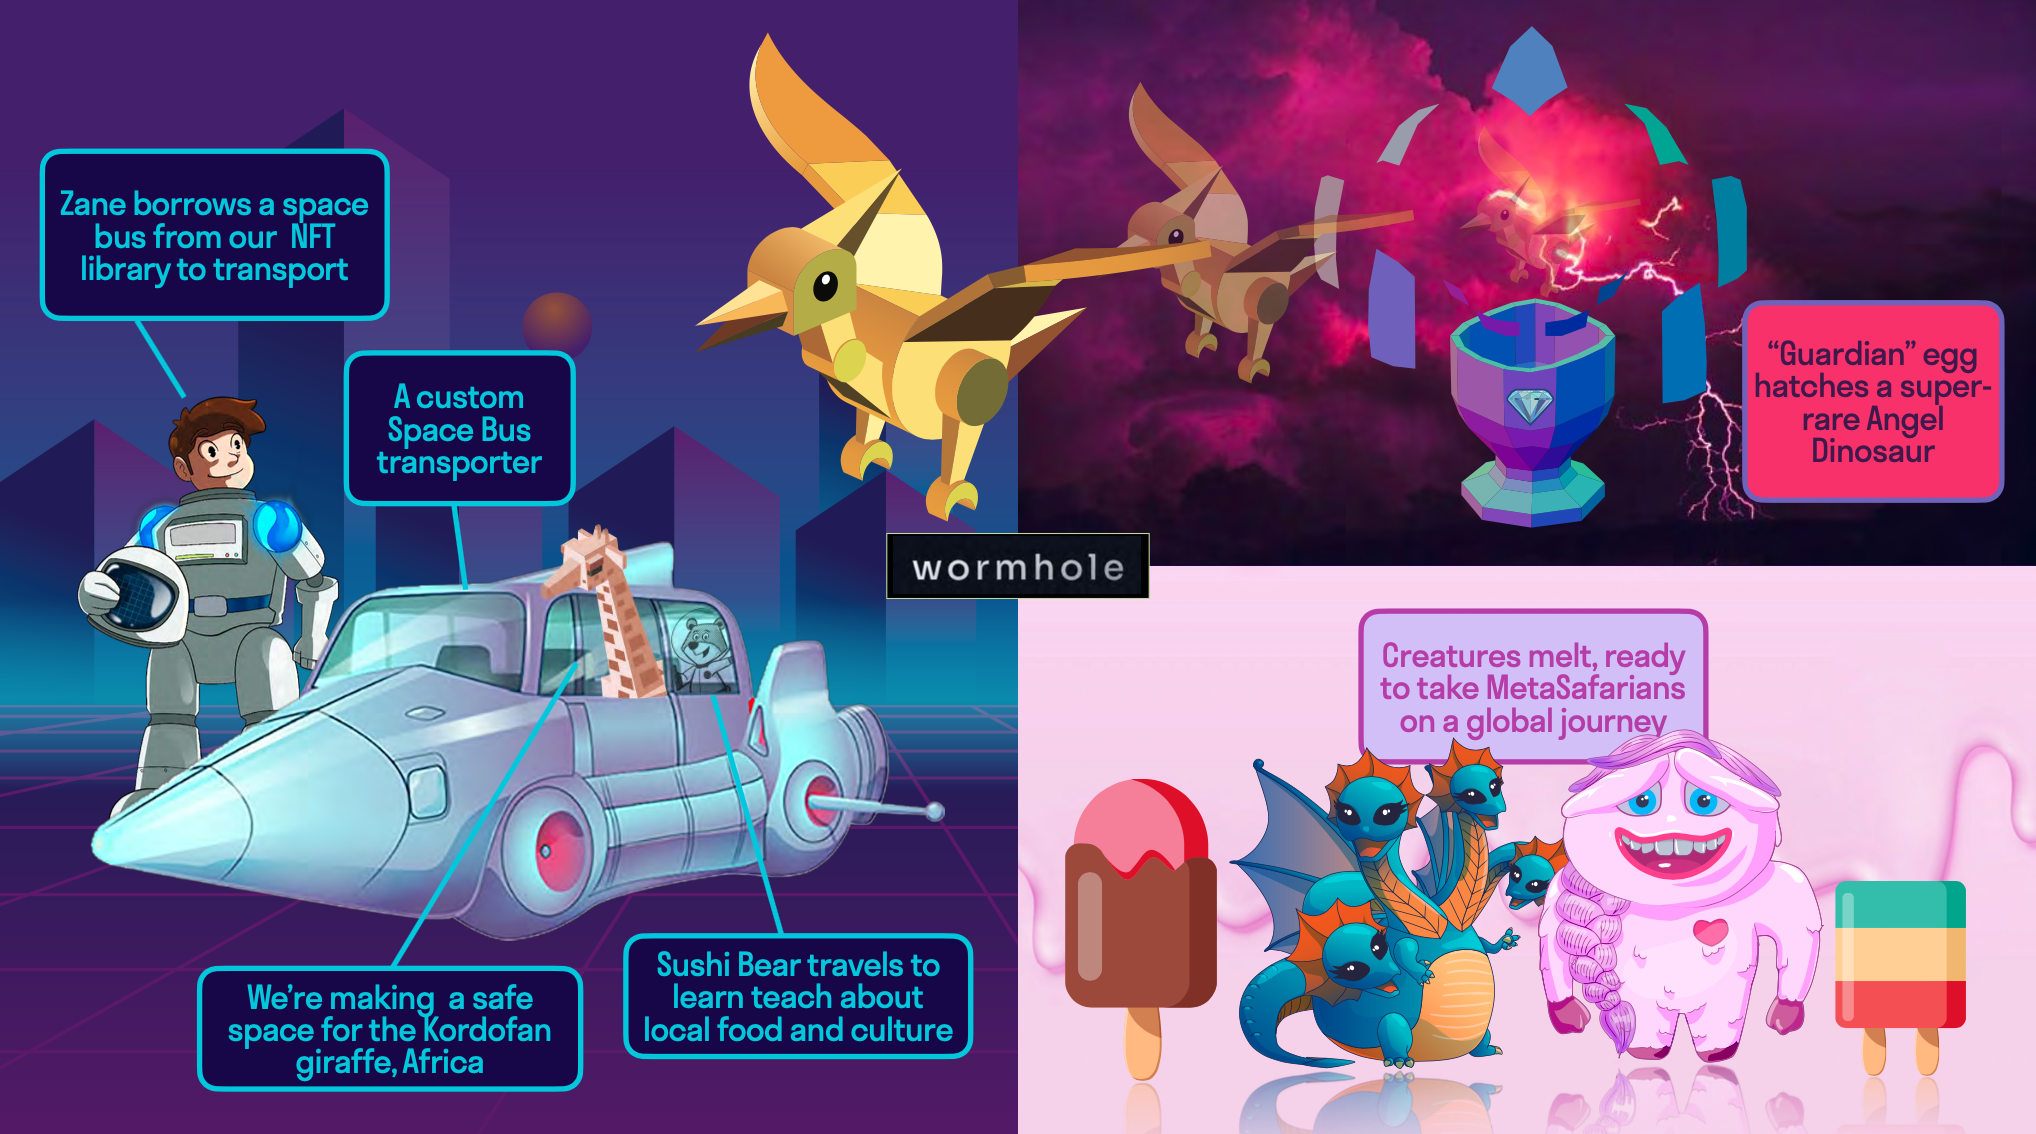 Zane borrows a space
bus from our NFT
library to transport
A custom
Space Bus
transporter
We're making a safe
space for the Kordofan
giraffe, Africa
Sushi Bear travels to
learn teach about
local food and culture
wormhole
“Guardian” egg
hatches a super-
rare Angel
Dinosaur
Creatures melt, ready
to take MetaSafarians
on a global journey